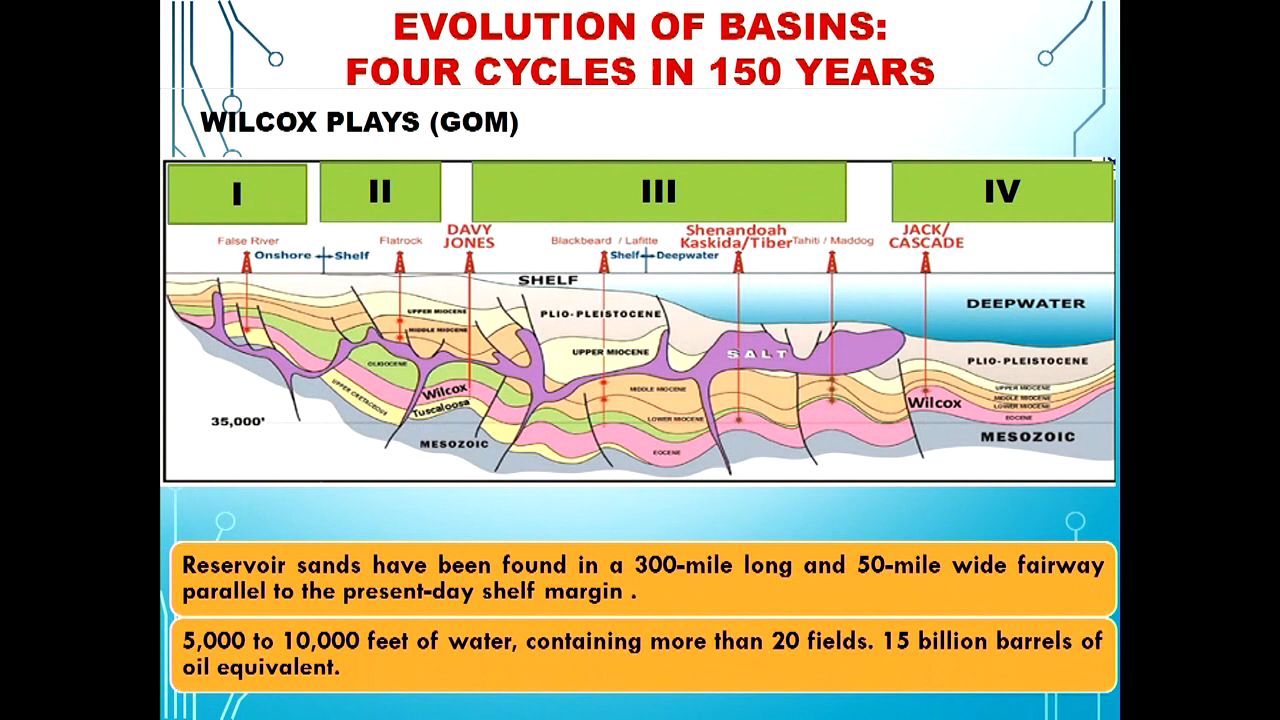 EVOLUTION OF BASINS:
FOUR CYCLES IN 150 YEARS
WILCOX PLAYS (GOM)
I II III IV
False River
Flatrock
DAVY
JONES
Blackbeard / Lafitte
Shenandoah
Kaskida/Tiber
Tahiti / Maddog
JACK/
CASCADE
Onshore Shelf
Shelf Deepwater
SHELF
DEEPWATER
UPPER MIOCENE
MIDDLE MIOCENE
OLIGOCENE
UPPER CRETACEOUS
Wilcox
Tuscaloosa
MESOZOIC
PLIO-PLEISTOCENE
UPPER MIOCENE
MIDDLE MIOCENE
LOWER MIOCENE
EOCENE
SALT
PLIO-PLEISTOCENE
UPPER MIOCENE
MIDDLE MIOCENE
LOWER MIOCENE
EOCENE
Wilcox
MESOZOIC
35,000'
Reservoir sands have been found in a 300-mile long and 50-mile wide fairway
parallel to the present-day shelf margin .
5,000 to 10,000 feet of water, containing more than 20 fields. 15 billion barrels of
oil equivalent.